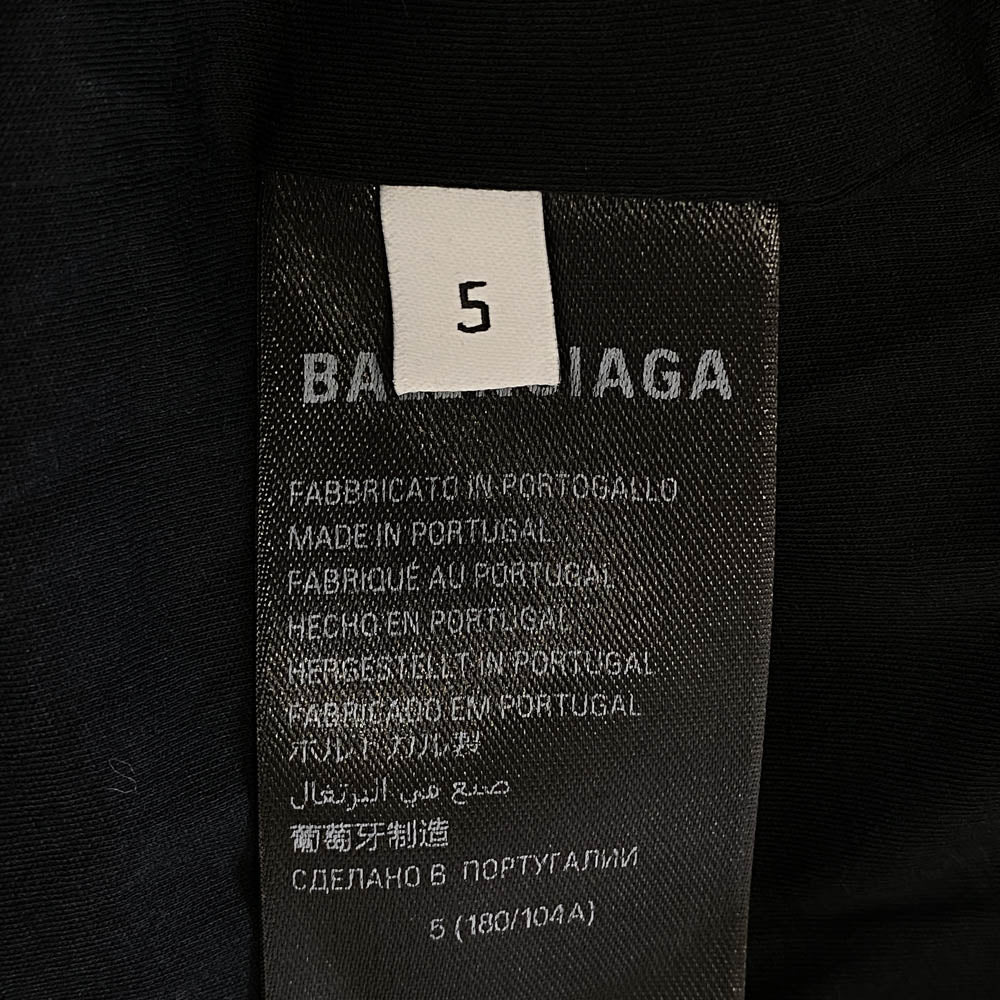 5
BALENCIAGA
FABBRICATO IN PORTOGALLO
MADE IN PORTUGAL
FABRIQUÉ AU PORTUGAL
HECHO EN PORTUGAL
HERGESTELLT IN PORTUGAL
FABRICADO EM PORTUGAL
ポルトガル製
صنع في البرتغال
葡萄牙制造
СДЕЛАНО В ПОРТУГАЛИИ
5 (180/104A)